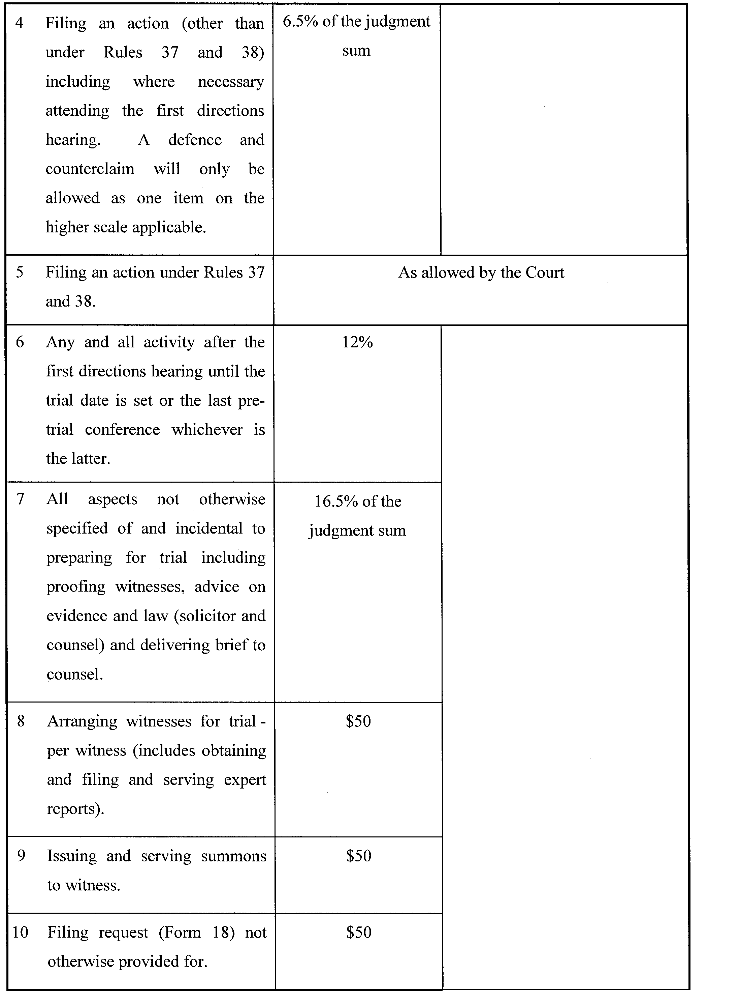 4 Filing an action (other than
under Rules 37 and 38)
including where necessary
attending the first directions
hearing. A defence and
counterclaim will only be
allowed as one item on the
higher scale applicable.
6.5% of the judgment
sum
5 Filing an action under Rules 37
and 38.
As allowed by the Court
6 Any and all activity after the
first directions hearing until the
trial date is set or the last pre-
trial conference whichever is
the latter.
12%
7 All aspects not otherwise
specified of and incidental to
preparing for trial including
proofing witnesses, advice on
evidence and law (solicitor and
counsel) and delivering brief to
counsel.
16.5% of the
judgment sum
8 Arranging witnesses for trial -
per witness (includes obtaining
and filing and serving expert
reports).
$50
9 Issuing and serving summons
to witness.
$50
10 Filing request (Form 18) not
otherwise provided for.
$50